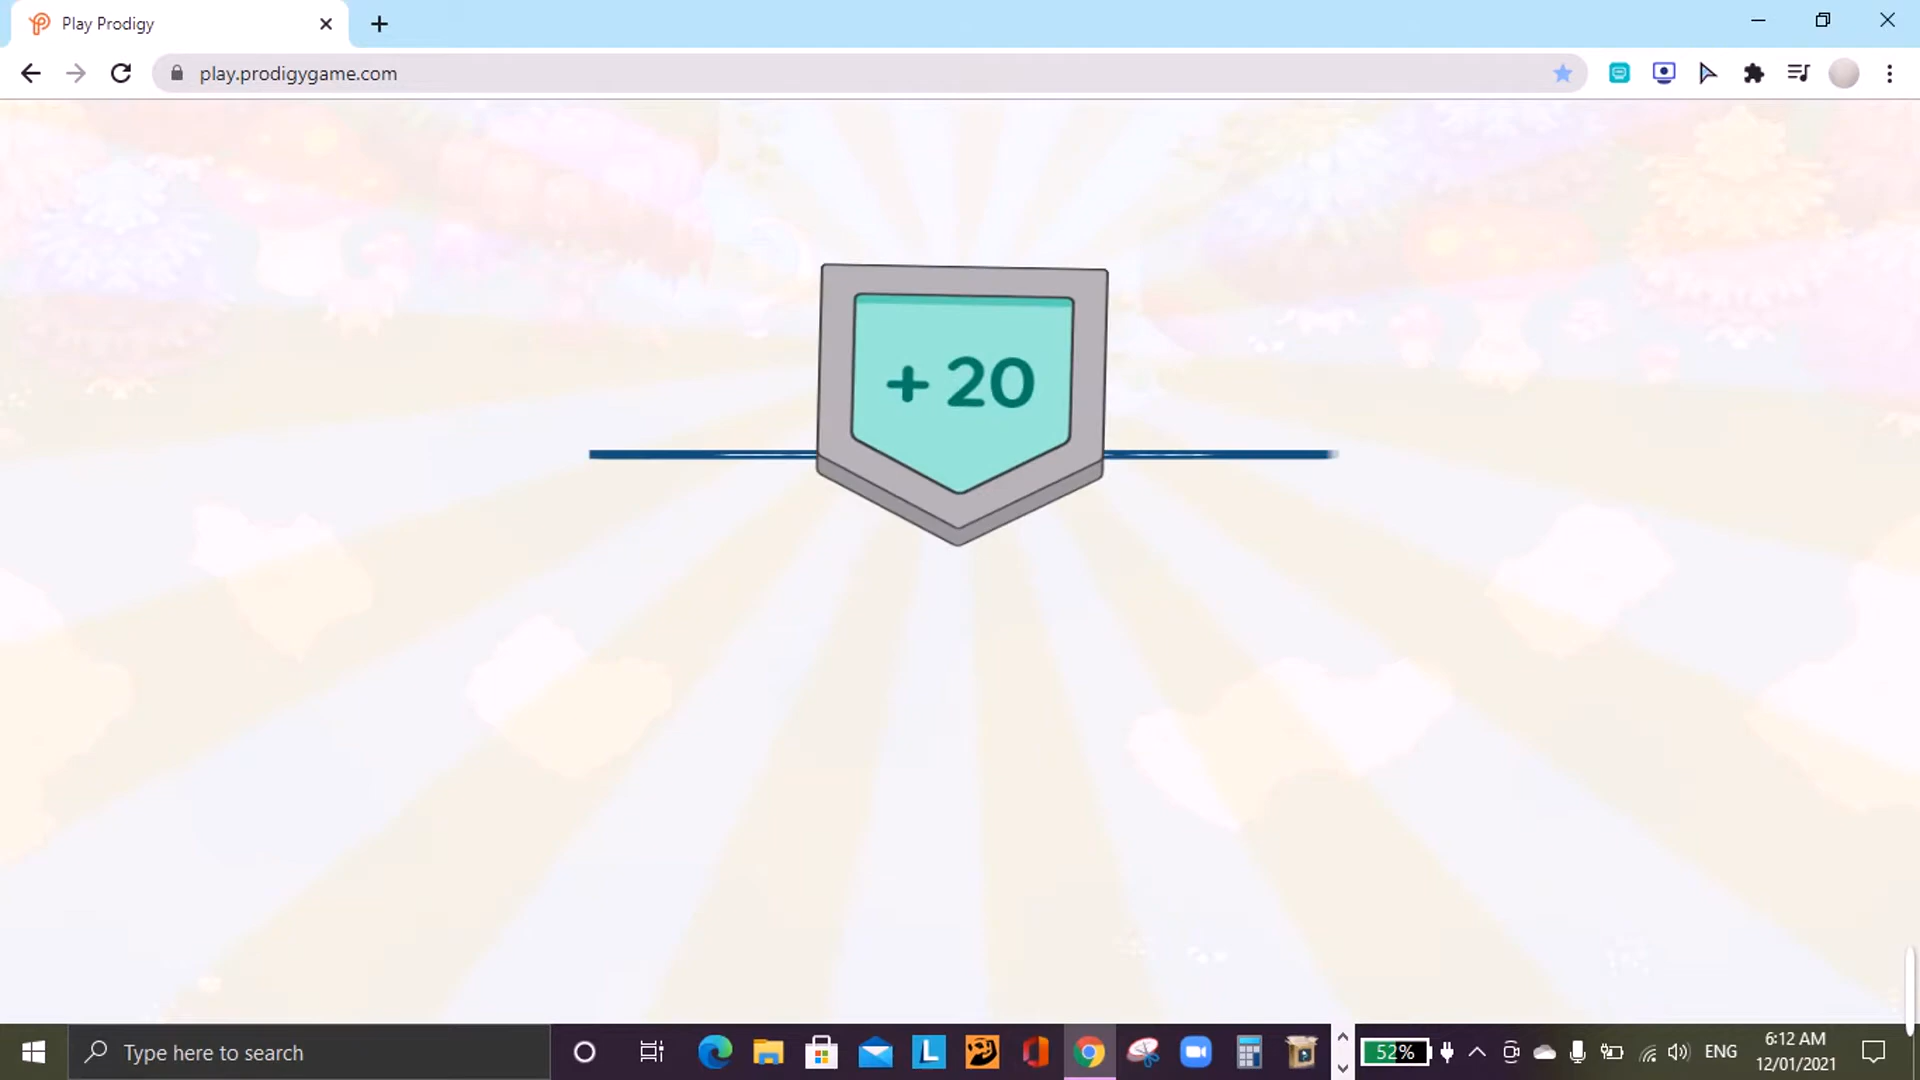 Play Prodigy
play.prodigygame.com
+ 20
Type here to search
L
52%
ENG
6:12 AM
12/01/2021